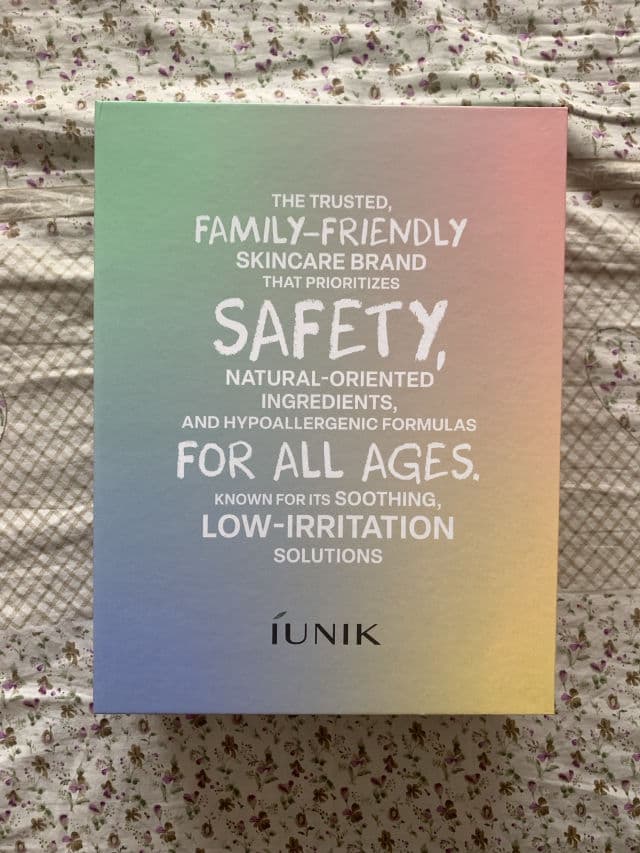 THE TRUSTED,
FAMILY-FRIENDLY
SKINCARE BRAND
THAT PRIORITIZES
SAFETY,
NATURAL-ORIENTED
INGREDIENTS,
AND HYPOALLERGENIC FORMULAS
FOR ALL AGES.
KNOWN FOR ITS SOOTHING,
LOW-IRRITATION
SOLUTIONS
IUNIK